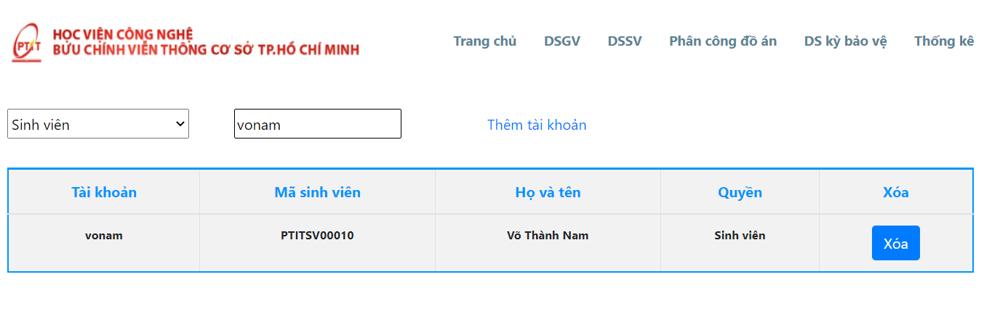 PTIT
HỌC VIỆN CÔNG NGHỆ
BƯU CHÍNH VIỄN THÔNG CƠ SỞ TP.HỒ CHÍ MINH
Trang chủ DSGV DSSV Phân công đồ án DS kỳ bảo vệ Thống kê
Sinh viên vonam Thêm tài khoản
Tài khoản Mã sinh viên Họ và tên Quyền Xóa
vonam PTITSV00010 Võ Thành Nam Sinh viên Xóa